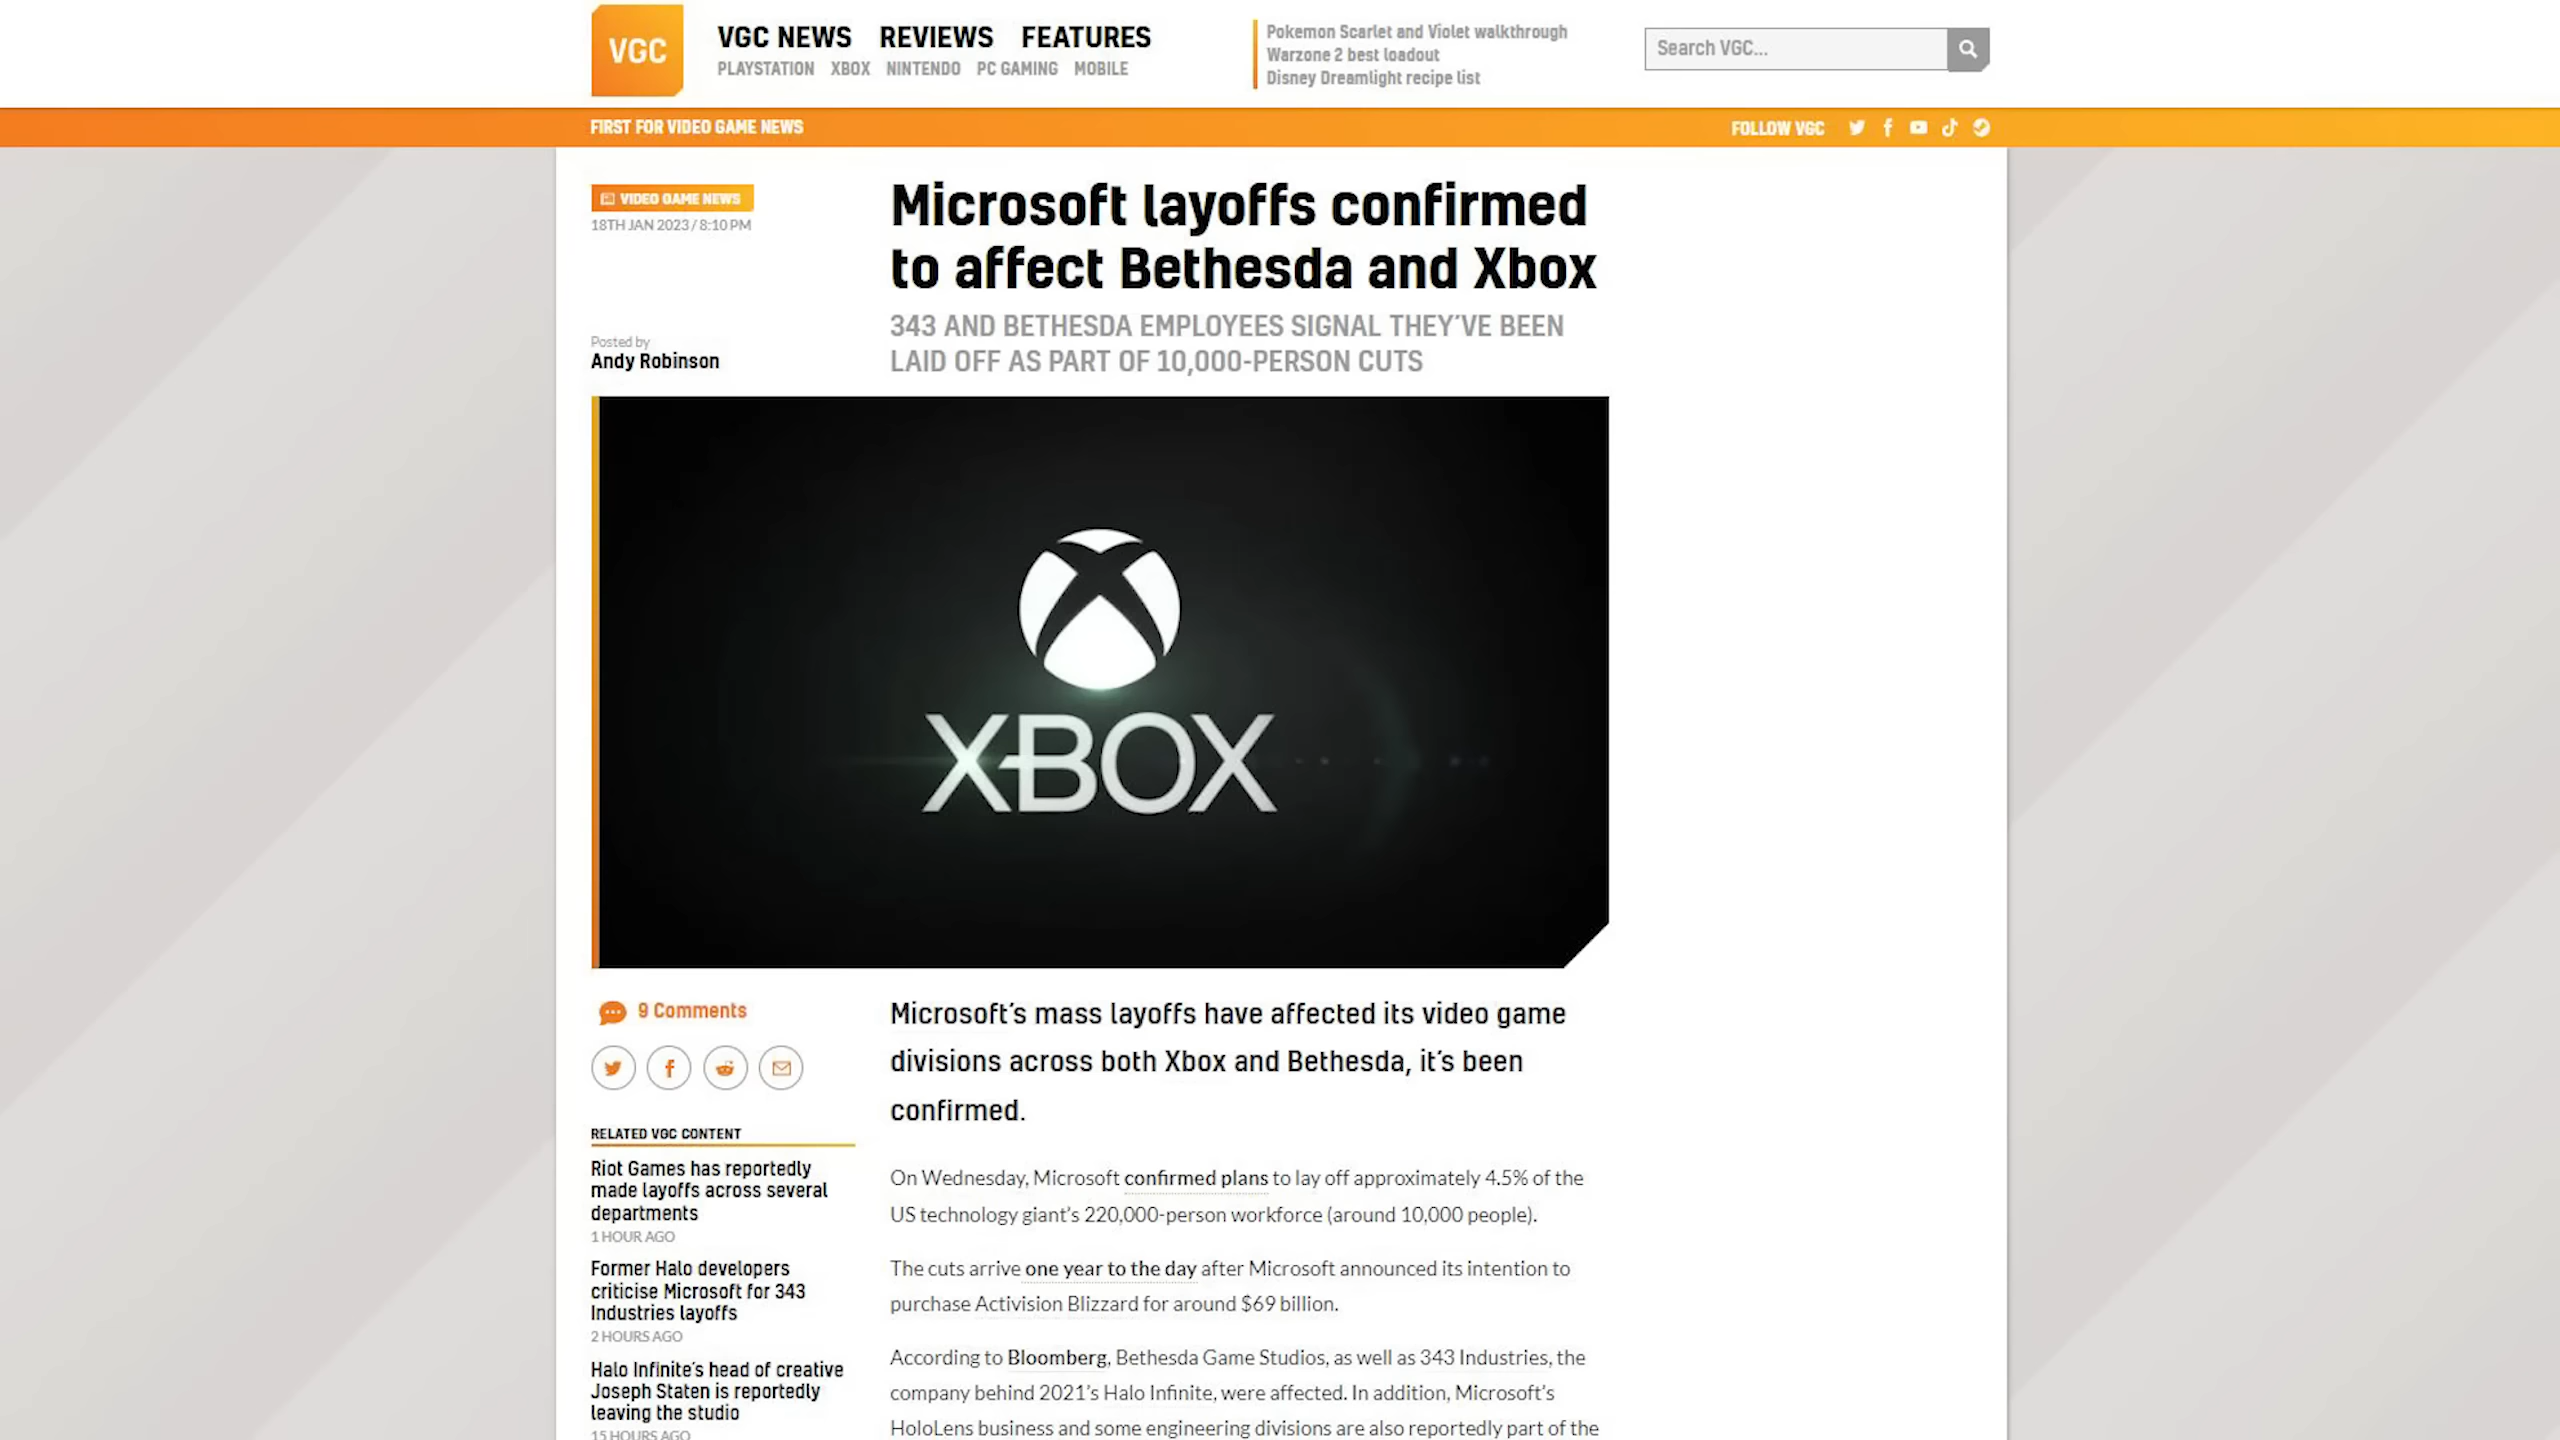 VGC
VGC NEWS REVIEWS FEATURES
PLAYSTATION XBOX NINTENDO PC GAMING MOBILE
Pokemon Scarlet and Violet walkthrough
Warzone 2 best loadout
Disney Dreamlight recipe list
Search VGC...
FIRST FOR VIDEO GAME NEWS
FOLLOW VGC
VIDEO GAME NEWS
18TH JAN 2023 / 8:10 PM
Microsoft layoffs confirmed
to affect Bethesda and Xbox
343 AND BETHESDA EMPLOYEES SIGNAL THEY'VE BEEN
LAID OFF AS PART OF 10,000-PERSON CUTS
Posted by
Andy Robinson
XBOX
9 Comments
RELATED VGC CONTENT
Riot Games has reportedly
made layoffs across several
departments
1 HOUR AGO
Former Halo developers
criticise Microsoft for 343
Industries layoffs
2 HOURS AGO
Halo Infinite's head of creative
Joseph Staten is reportedly
leaving the studio
15 HOURS AGO
Microsoft's mass layoffs have affected its video game
divisions across both Xbox and Bethesda, it's been
confirmed.
On Wednesday, Microsoft confirmed plans to lay off approximately 4.5% of the
US technology giant's 220,000-person workforce (around 10,000 people).
The cuts arrive one year to the day after Microsoft announced its intention to
purchase Activision Blizzard for around $69 billion.
According to Bloomberg, Bethesda Game Studios, as well as 343 Industries, the
company behind 2021's Halo Infinite, were affected. In addition, Microsoft's
HoloLens business and some engineering divisions are also reportedly part of the